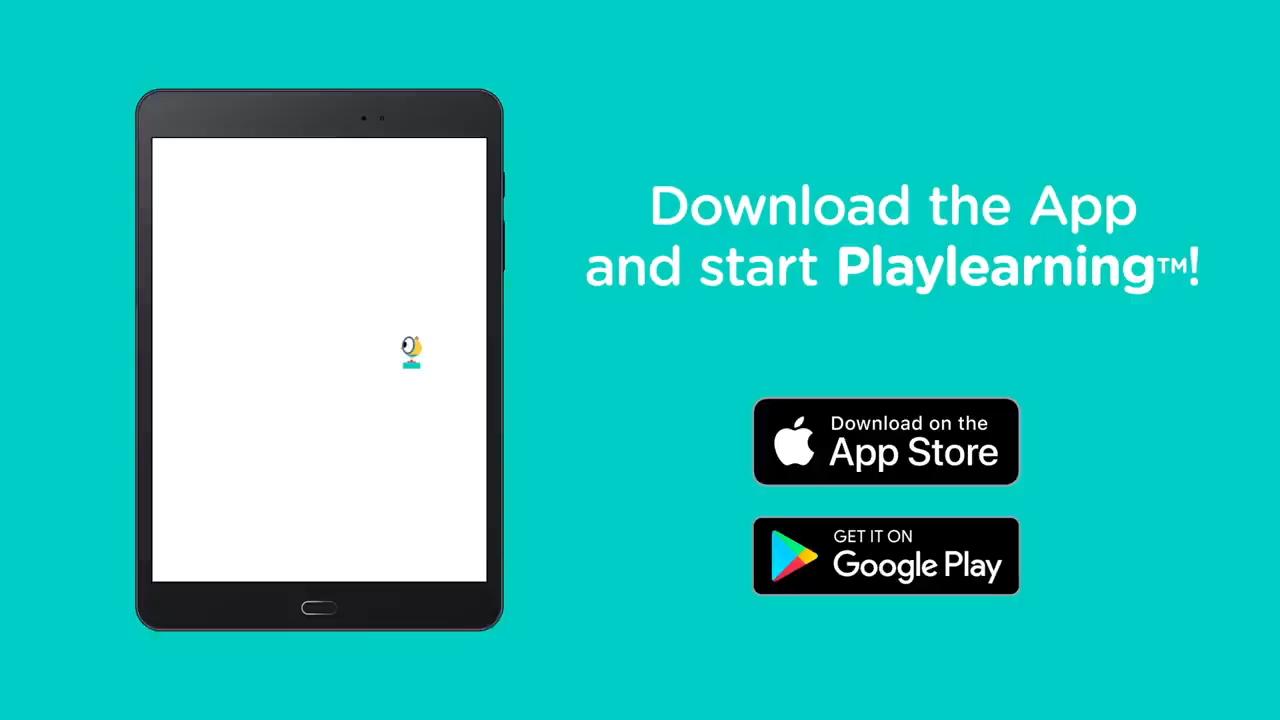 Download the App
and start Playlearning™!
Download on the
App Store
GET IT ON
Google Play